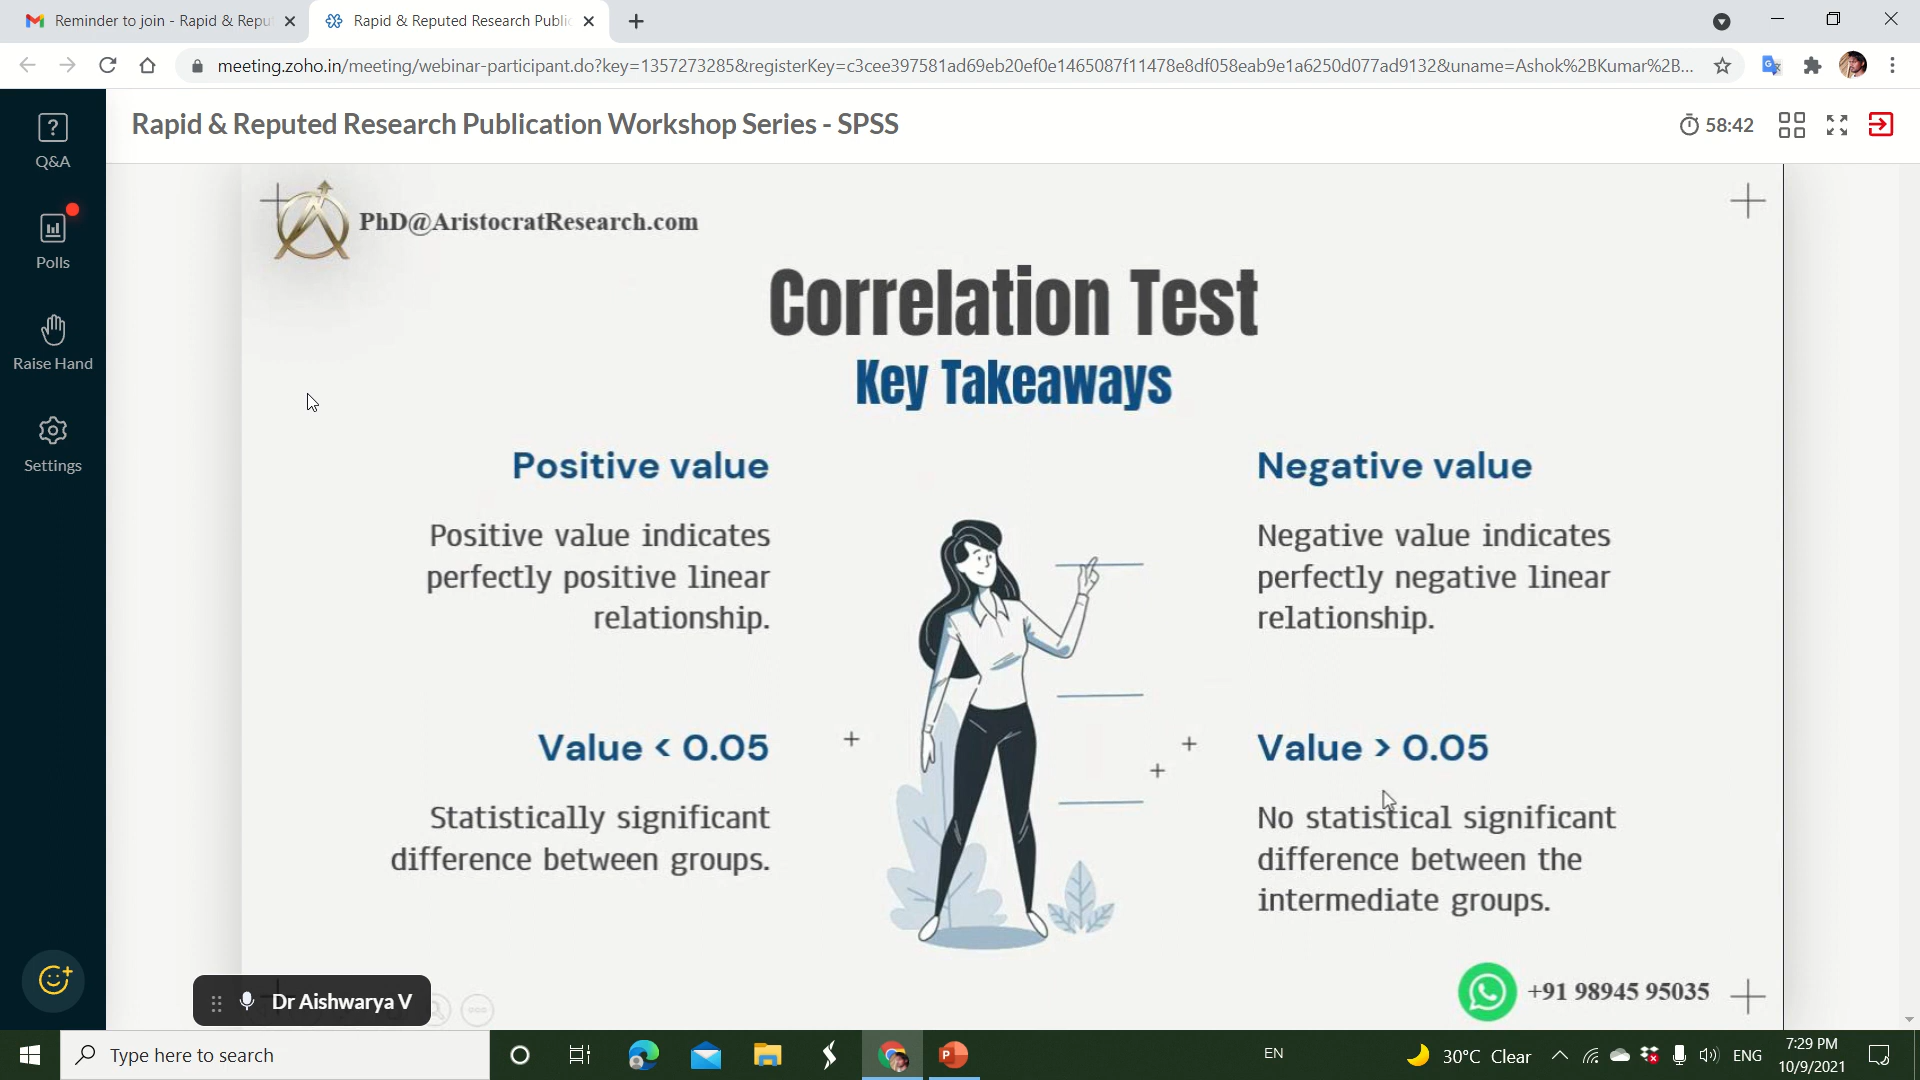 Reminder to join - Rapid & Repu
Rapid & Reputed Research Public
meeting.zoho.in/meeting/webinar-participant.do?key=1357273285&registerKey=c3cee397581ad69eb20ef0e1465087f11478e8df058eab9e1a6250d077ad9132&uname=Ashok%2BKumar%2B...
Rapid & Reputed Research Publication Workshop Series - SPSS
58:42
Q&A
Polls
Raise Hand
Settings
PhD@AristocratResearch.com
Correlation Test
Key Takeaways
Positive value
Positive value indicates
perfectly positive linear
relationship.
Negative value
Negative value indicates
perfectly negative linear
relationship.
Value < 0.05
Statistically significant
difference between groups.
Value > 0.05
No statistical significant
difference between the
intermediate groups.
+91 98945 95035
Dr Aishwarya V
Type here to search
EN
30°C Clear
ENG
7:29 PM
10/9/2021